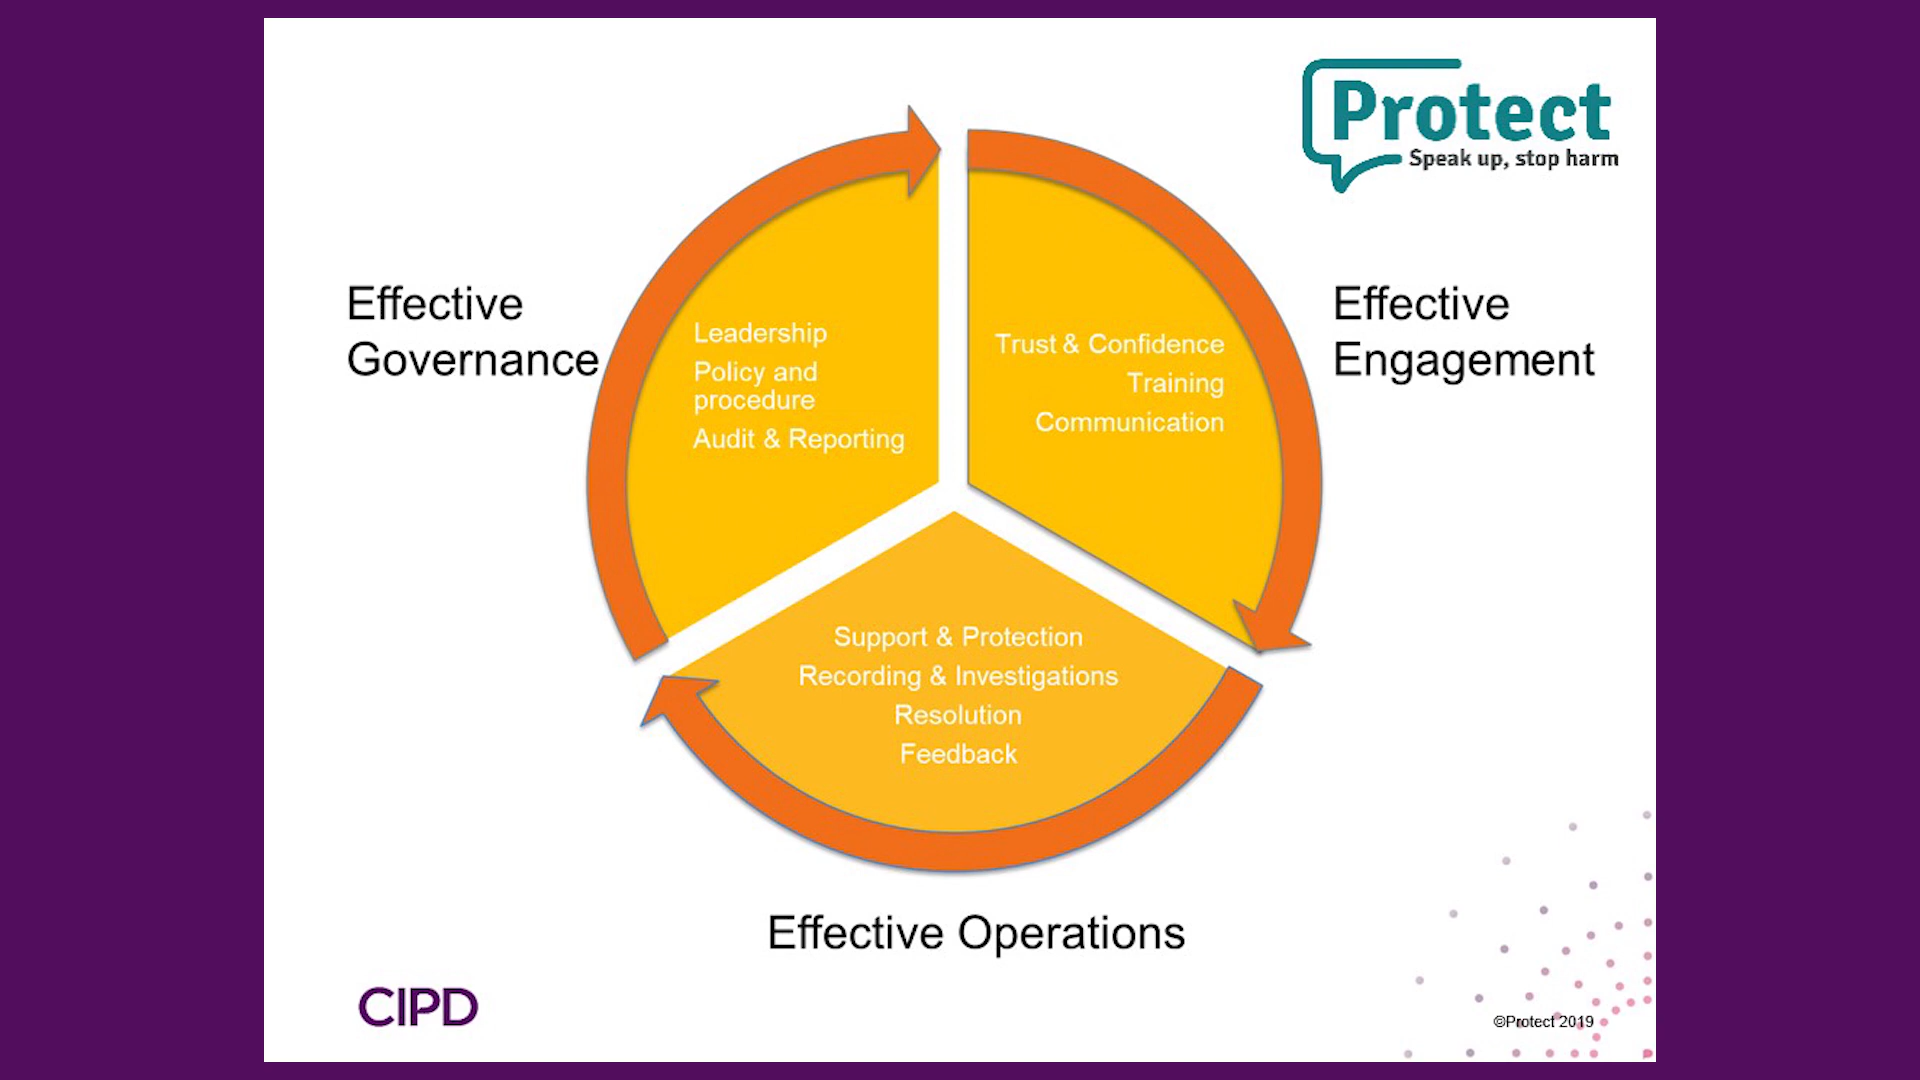 Protect
Speak up, stop harm
Effective
Governance
Leadership
Policy and
procedure
Audit & Reporting
Trust & Confidence
Training
Communication
Effective
Engagement
Support & Protection
Recording & Investigations
Resolution
Feedback
Effective Operations
CIPD
©Protect 2019